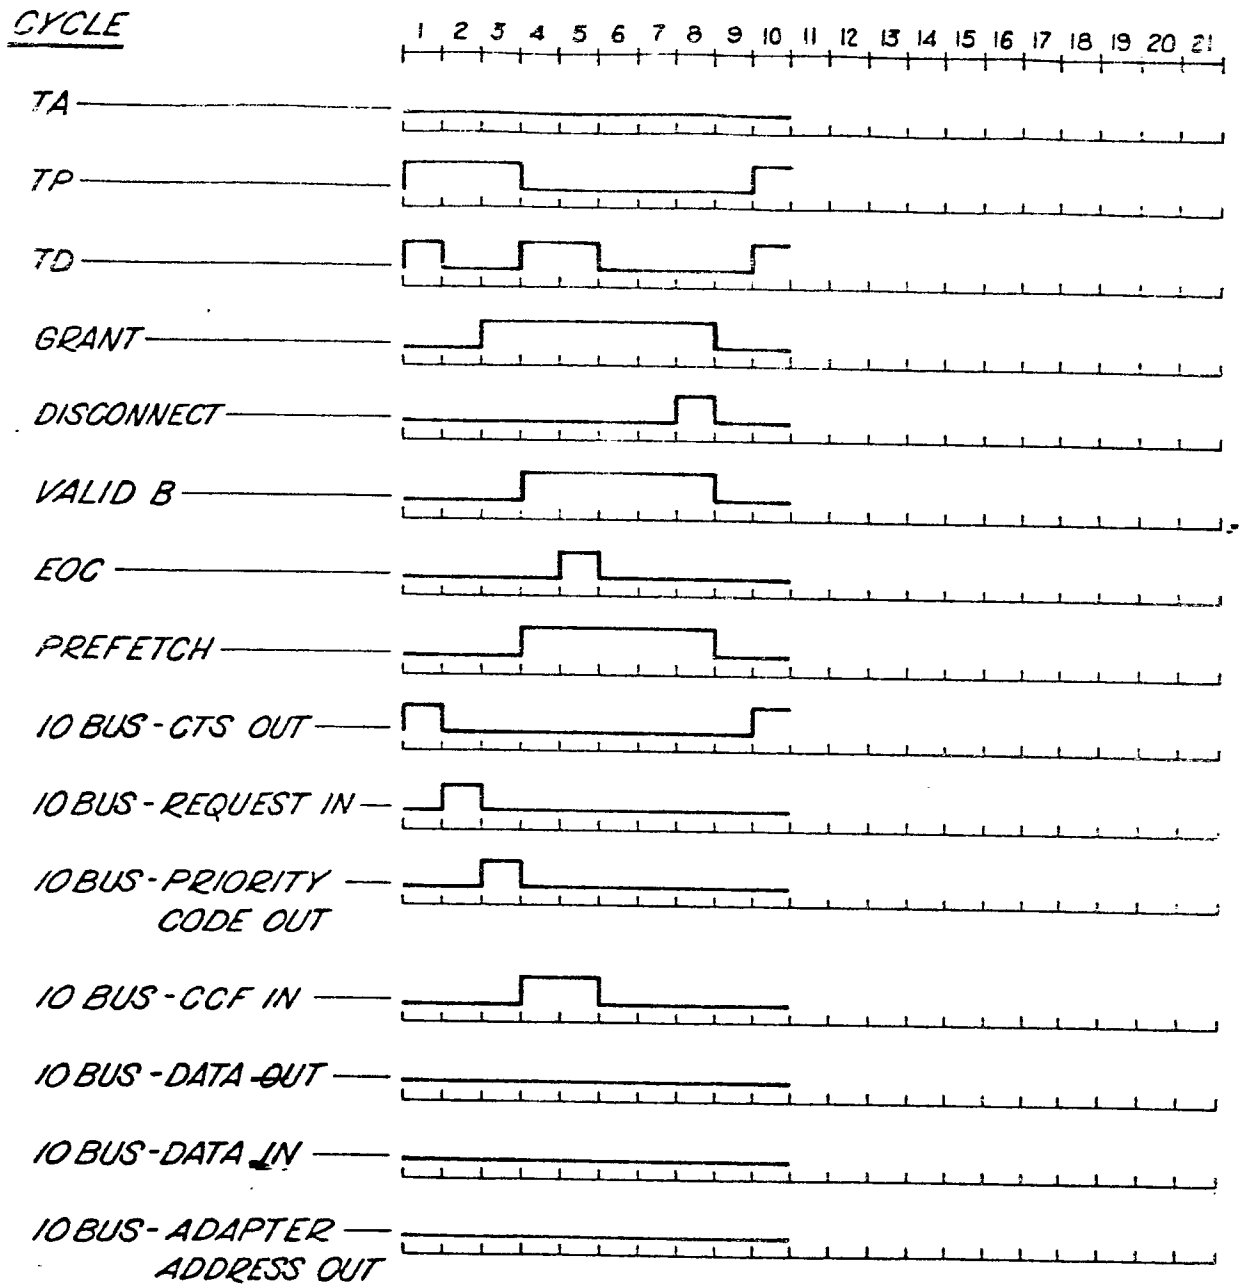 CYCLE
1 2 3 4 5 6 7 8 9 10 11 12 13 14 15 16 17 18 19 20 21
TA
TP
TD
GRANT
DISCONNECT
VALID B
EOC
PREFETCH
IO BUS - CTS OUT
IO BUS - REQUEST IN
IO BUS - PRIORITY
CODE OUT
IO BUS - CCF IN
IO BUS - DATA OUT
IO BUS - DATA IN
IO BUS - ADAPTER
ADDRESS OUT